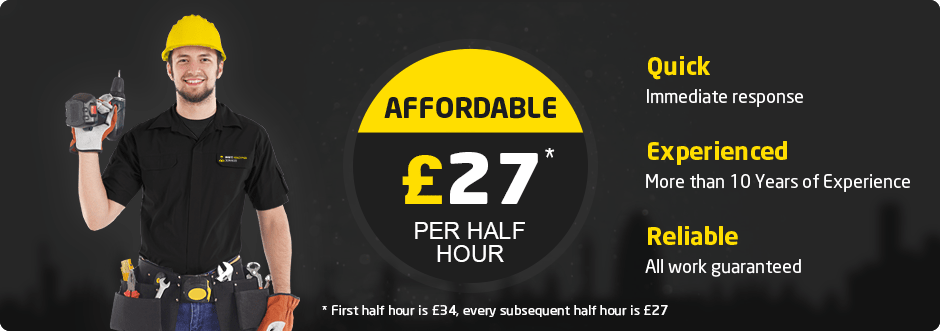 AFFORDABLE
£27*
PER HALF
HOUR
Quick
Immediate response
Experienced
More than 10 Years of Experience
Reliable
All work guaranteed
* First half hour is £34, every subsequent half hour is £27